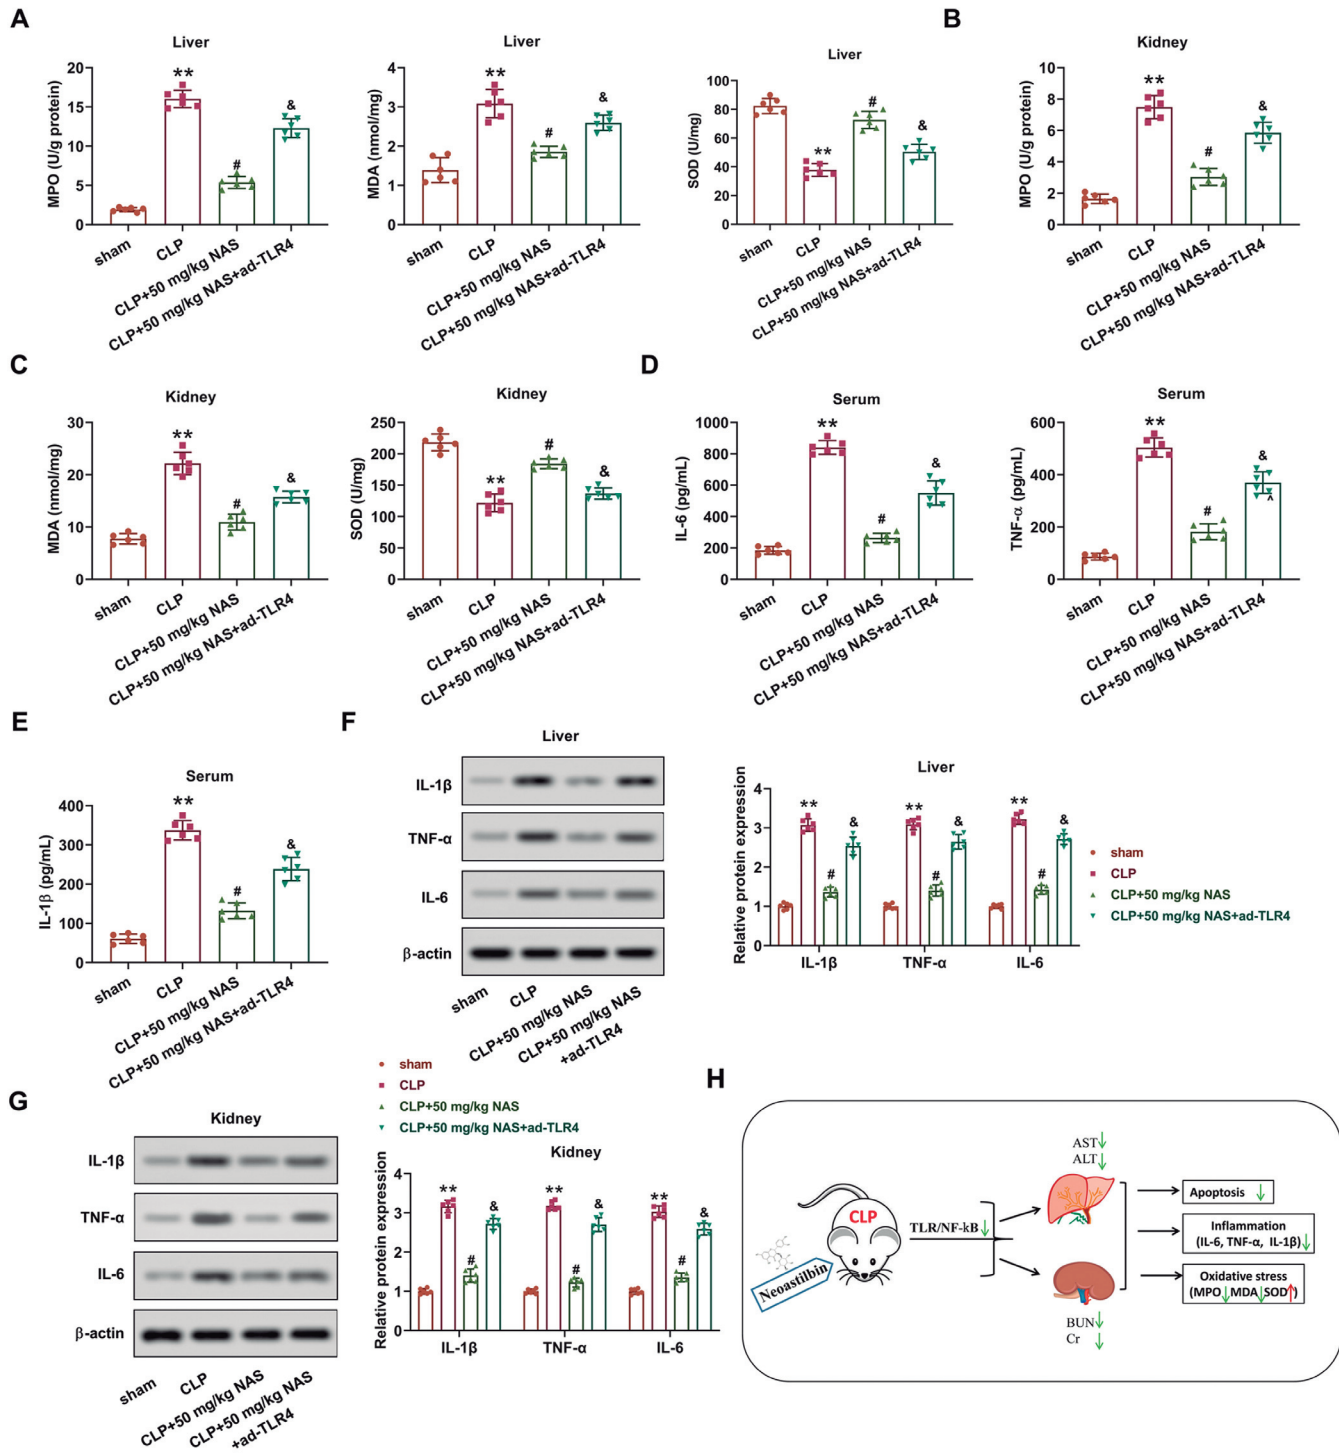 A
Liver
MPO (U/g protein)
20
15
10
5
0
**
#
&
sham
CLP
CLP+50 mg/kg NAS
CLP+50 mg/kg NAS+ad-TLR4
Liver
MDA (nmol/mg)
4
3
2
1
0
**
#
&
sham
CLP
CLP+50 mg/kg NAS
CLP+50 mg/kg NAS+ad-TLR4
Liver
SOD (U/mg)
100
80
60
40
20
0
**
#
&
sham
CLP
CLP+50 mg/kg NAS
CLP+50 mg/kg NAS+ad-TLR4
B
Kidney
MPO (U/g protein)
10
8
6
4
2
0
**
#
&
sham
CLP
CLP+50 mg/kg NAS
CLP+50 mg/kg NAS+ad-TLR4
C
Kidney
MDA (nmol/mg)
30
20
10
0
**
#
&
sham
CLP
CLP+50 mg/kg NAS
CLP+50 mg/kg NAS+ad-TLR4
Kidney
SOD (U/mg)
250
200
150
100
50
0
**
#
&
sham
CLP
CLP+50 mg/kg NAS
CLP+50 mg/kg NAS+ad-TLR4
D
Serum
IL-6 (pg/mL)
1000
800
600
400
200
0
**
#
&
sham
CLP
CLP+50 mg/kg NAS
CLP+50 mg/kg NAS+ad-TLR4
Serum
TNF-α (pg/mL)
600
400
200
0
**
#
&
^
sham
CLP
CLP+50 mg/kg NAS
CLP+50 mg/kg NAS+ad-TLR4
E
Serum
IL-1β (pg/mL)
400
300
200
100
0
**
#
&
sham
CLP
CLP+50 mg/kg NAS
CLP+50 mg/kg NAS+ad-TLR4
F
Liver
IL-1β
TNF-α
IL-6
β-actin
sham
CLP
CLP+50 mg/kg NAS
CLP+50 mg/kg NAS
+ad-TLR4
Liver
Relative protein expression
4
3
2
1
0
** # & ** # & ** # &
IL-1β TNF-α IL-6
sham
CLP
CLP+50 mg/kg NAS
CLP+50 mg/kg NAS+ad-TLR4
G
Kidney
IL-1β
TNF-α
IL-6
β-actin
sham
CLP
CLP+50 mg/kg NAS
CLP+50 mg/kg NAS
+ad-TLR4
sham
CLP
CLP+50 mg/kg NAS
CLP+50 mg/kg NAS+ad-TLR4
Kidney
Relative protein expression
4
3
2
1
0
** # & ** # & ** # &
IL-1β TNF-α IL-6
H
Neoastilbin
CLP
TLR/NF-kB↓
AST↓
ALT↓
BUN↓
Cr ↓
Apoptosis ↓
Inflammation
(IL-6, TNF-α, IL-1β)↓
Oxidative stress
(MPO↓MDA↓SOD↑)